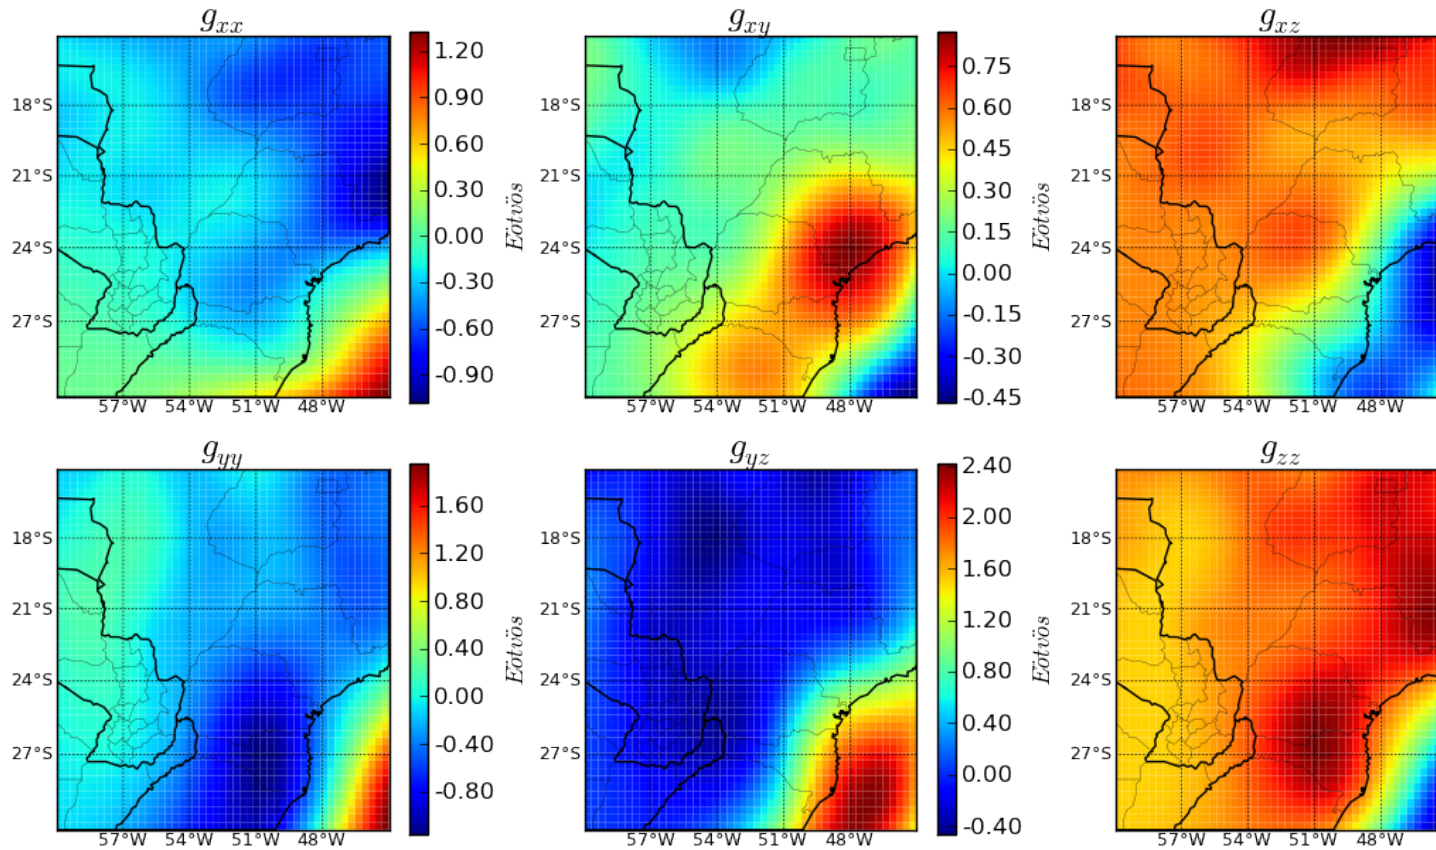 g_xx
g_xy
g_xz
18°S
21°S
24°S
27°S
57°W 54°W 51°W 48°W
1.20
0.90
0.60
0.30
0.00
-0.30
-0.60
-0.90
Eötvös
18°S
21°S
24°S
27°S
57°W 54°W 51°W 48°W
0.75
0.60
0.45
0.30
0.15
0.00
-0.15
-0.30
-0.45
Eötvös
18°S
21°S
24°S
27°S
57°W 54°W 51°W 48°W
g_yy
g_yz
g_zz
18°S
21°S
24°S
27°S
57°W 54°W 51°W 48°W
1.60
1.20
0.80
0.40
0.00
-0.40
-0.80
Eötvös
18°S
21°S
24°S
27°S
57°W 54°W 51°W 48°W
2.40
2.00
1.60
1.20
0.80
0.40
0.00
-0.40
Eötvös
18°S
21°S
24°S
27°S
57°W 54°W 51°W 48°W